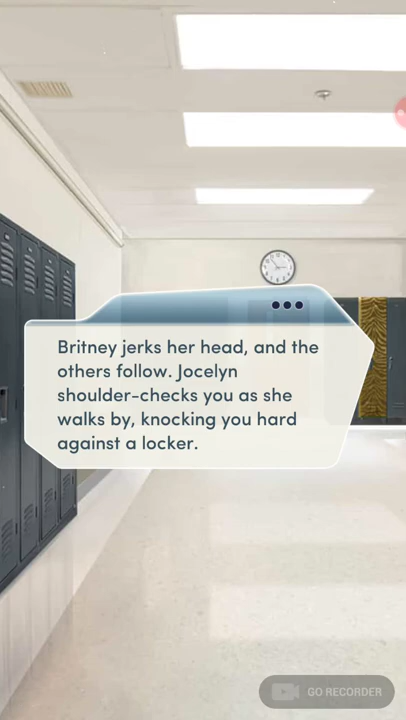 Britney jerks her head, and the
others follow. Jocelyn
shoulder-checks you as she
walks by, knocking you hard
against a locker.
GO RECORDER